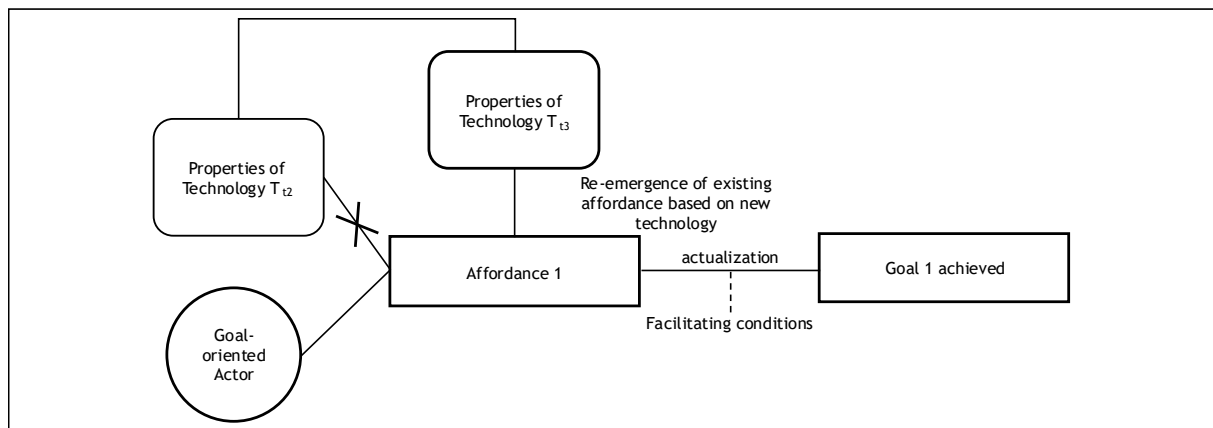 Properties of
Technology T t3
Properties of
Technology T t2
Re-emergence of existing
affordance based on new
technology
Affordance 1
actualization
Goal 1 achieved
Facilitating conditions
Goal-
oriented
Actor